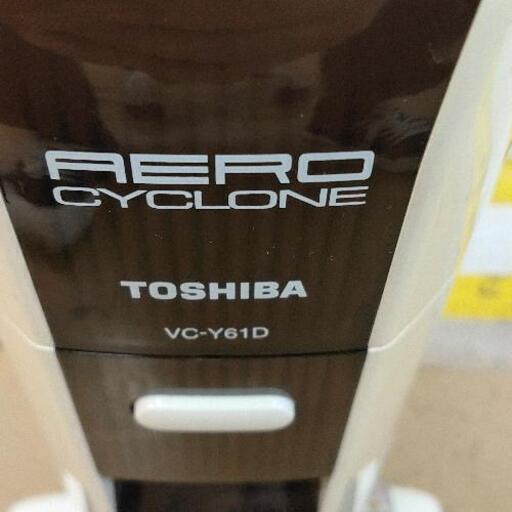 AERO
CYCLONE
TOSHIBA
VC-Y61D